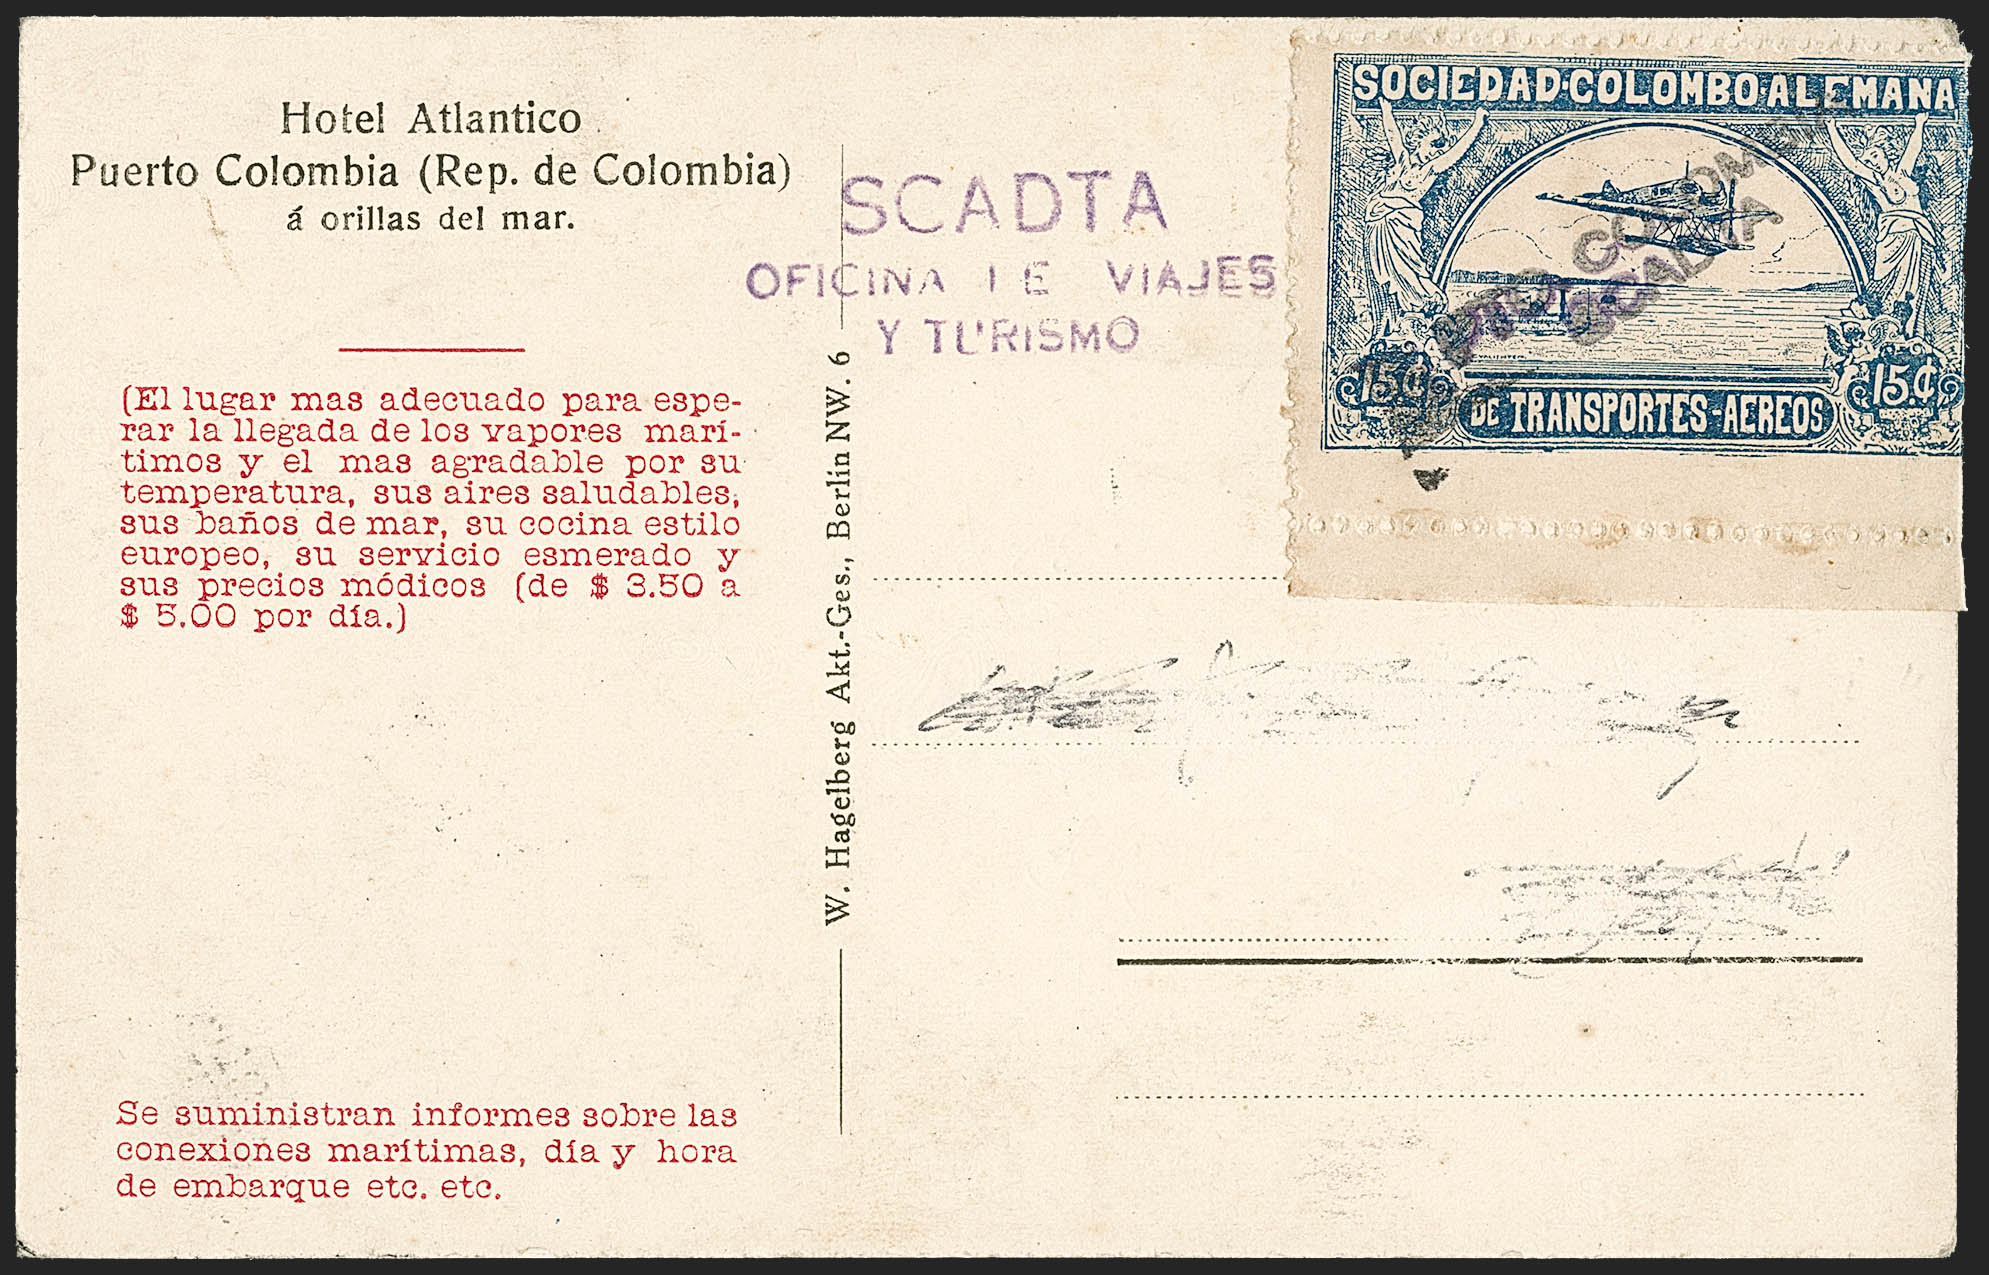 Hotel Atlantico
Puerto Colombia (Rep. de Colombia)
á orillas del mar.
(El lugar mas adecuado para espe-
rar la llegada de los vapores marí-
timos y el mas agradable por su
temperatura, sus aires saludables,
sus baños de mar, su cocina estilo
europeo, su servicio esmerado y
sus precios módicos (de $ 3.50 a
$ 5.00 por día.)
Se suministran informes sobre las
conexiones marítimas, día y hora
de embarque etc. etc.
W. Hagelberg Akt.-Ges., Berlin NW. 6
SCADTA
OFICINA DE VIAJES
Y TURISMO
SOCIEDAD·COLOMBO·ALEMANA
15.¢ 15.¢
DE TRANSPORTES-AEREOS
VALIENTE
SCADTA